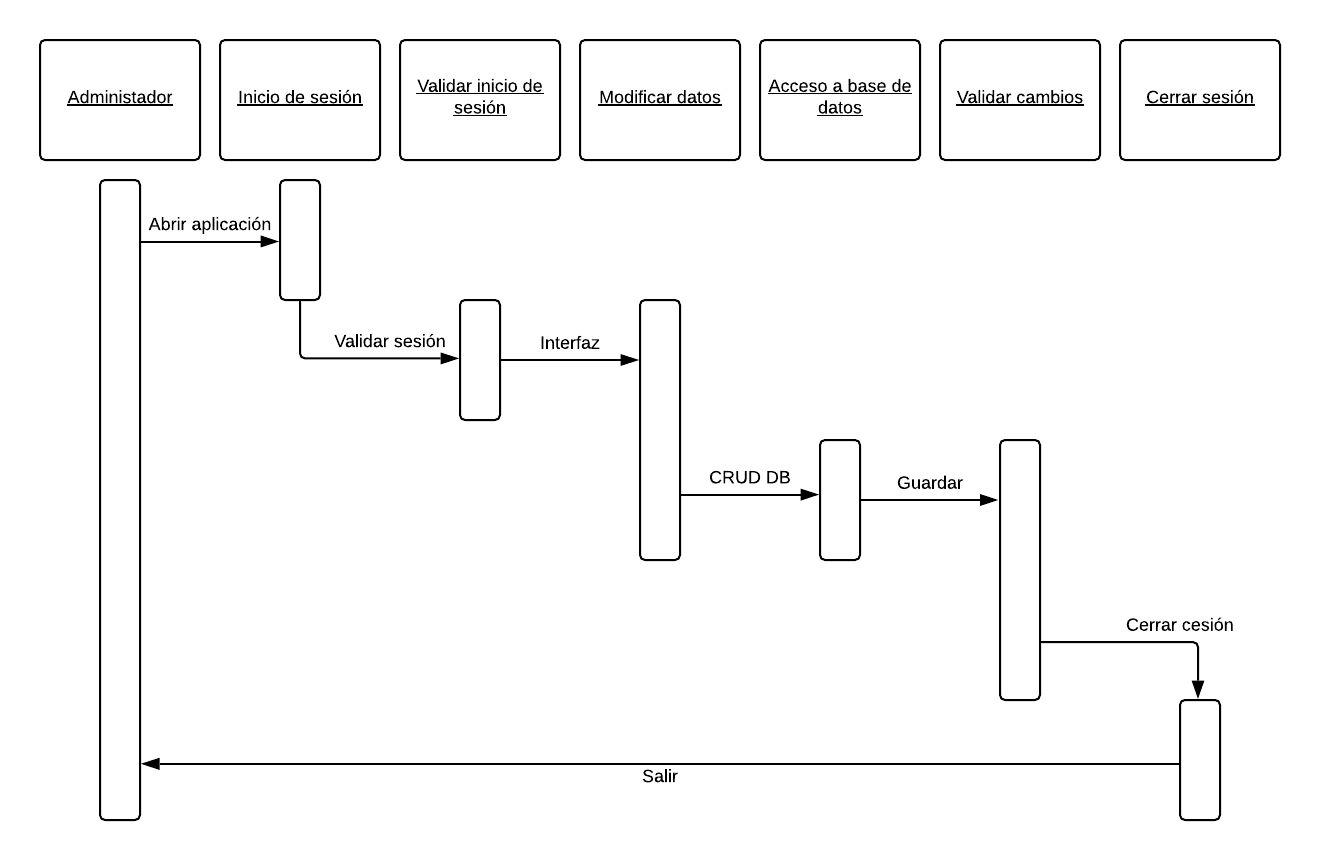 Administador
Inicio de sesión
Validar inicio de
sesión
Modificar datos
Acceso a base de
datos
Validar cambios
Cerrar sesión
Abrir aplicación
Validar sesión
Interfaz
CRUD DB
Guardar
Cerrar cesión
Salir